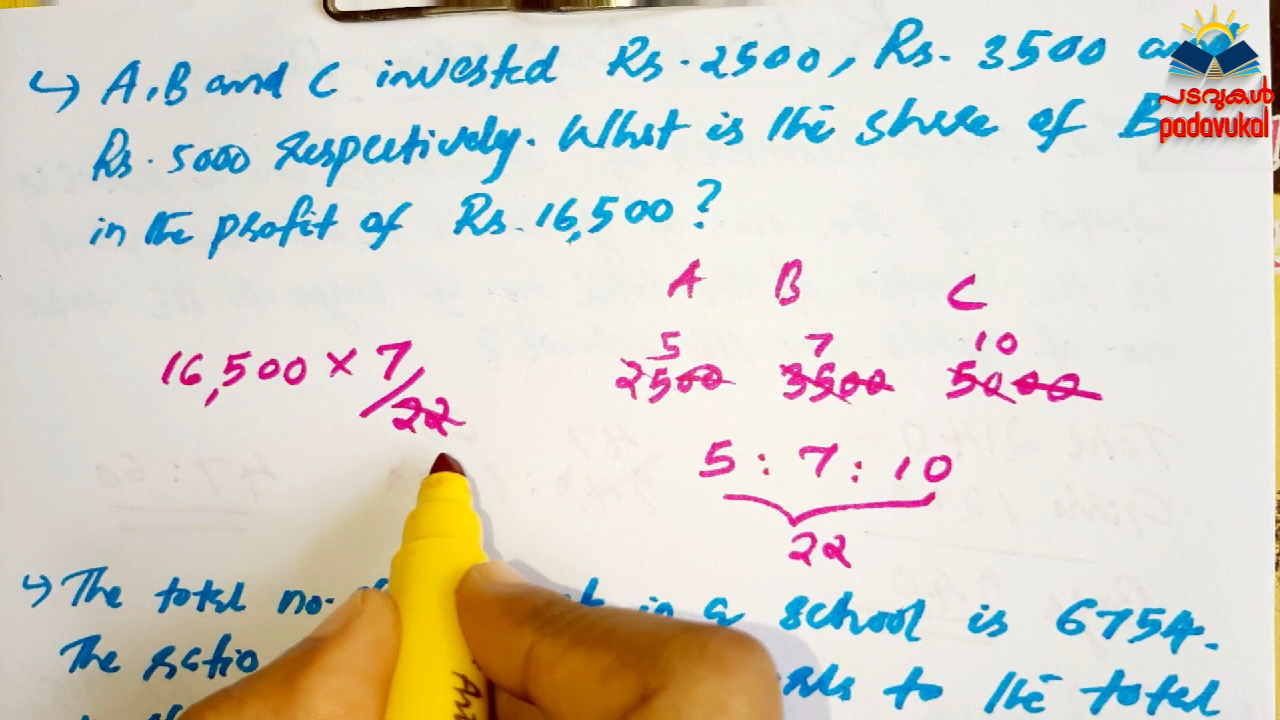 ↳ A, B and C invested Rs. 2500, Rs. 3500 and
Rs. 5000 respectively. What is the share of B
in the profit of Rs. 16,500?
പടവുകൾ
padavukal
A B C
5 7 10
2500 3500 5000
16,500 × 7/22
5 : 7 : 10
22
↳ The total no. in a school is 6754.
The ratio to the total